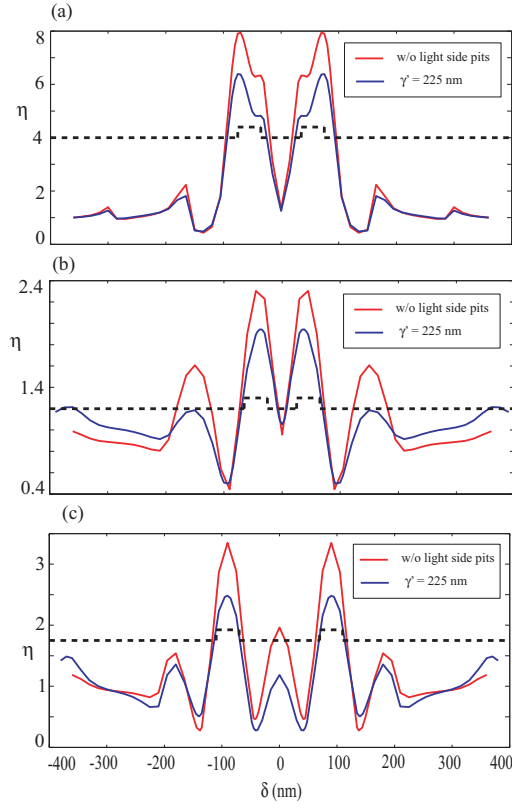 (a)
8
6
η
4
2
0
w/o light side pits
γ' = 225 nm
(b)
2.4
η
1.4
0.4
w/o light side pits
γ' = 225 nm
(c)
3
2
η
1
0
w/o light side pits
γ' = 225 nm
-400 -300 -200 -100 0 100 200 300 400
δ (nm)